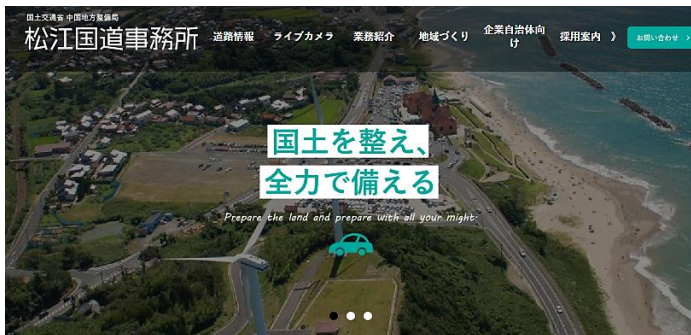 国土交通省 中国地方整備局
松江国道事務所
道路情報 ライブカメラ 業務紹介 地域づくり 企業自治体向け 採用案内 》 お問い合わせ >
国土を整え、
全力で備える
Prepare the land and prepare with all your might.